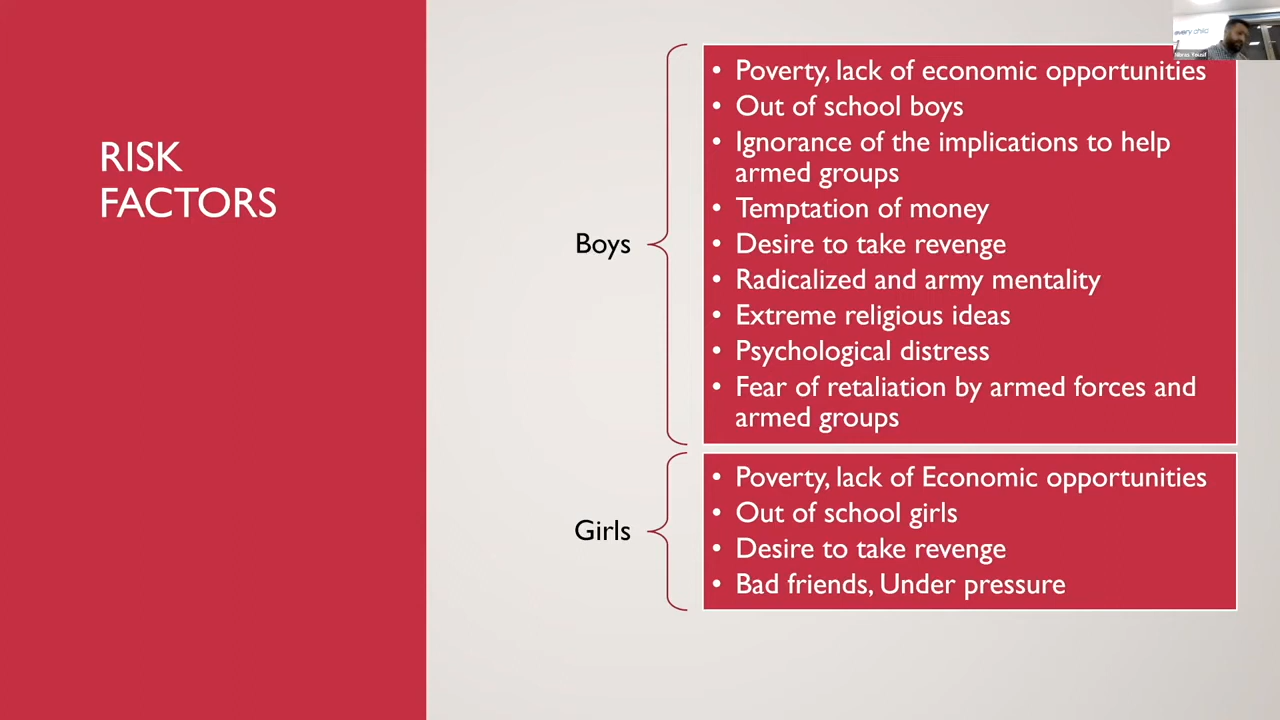 RISK
FACTORS
Boys
• Poverty, lack of economic opportunities
• Out of school boys
• Ignorance of the implications to help
armed groups
• Temptation of money
• Desire to take revenge
• Radicalized and army mentality
• Extreme religious ideas
• Psychological distress
• Fear of retaliation by armed forces and
armed groups
Girls
• Poverty, lack of Economic opportunities
• Out of school girls
• Desire to take revenge
• Bad friends, Under pressure
every child
Yousif